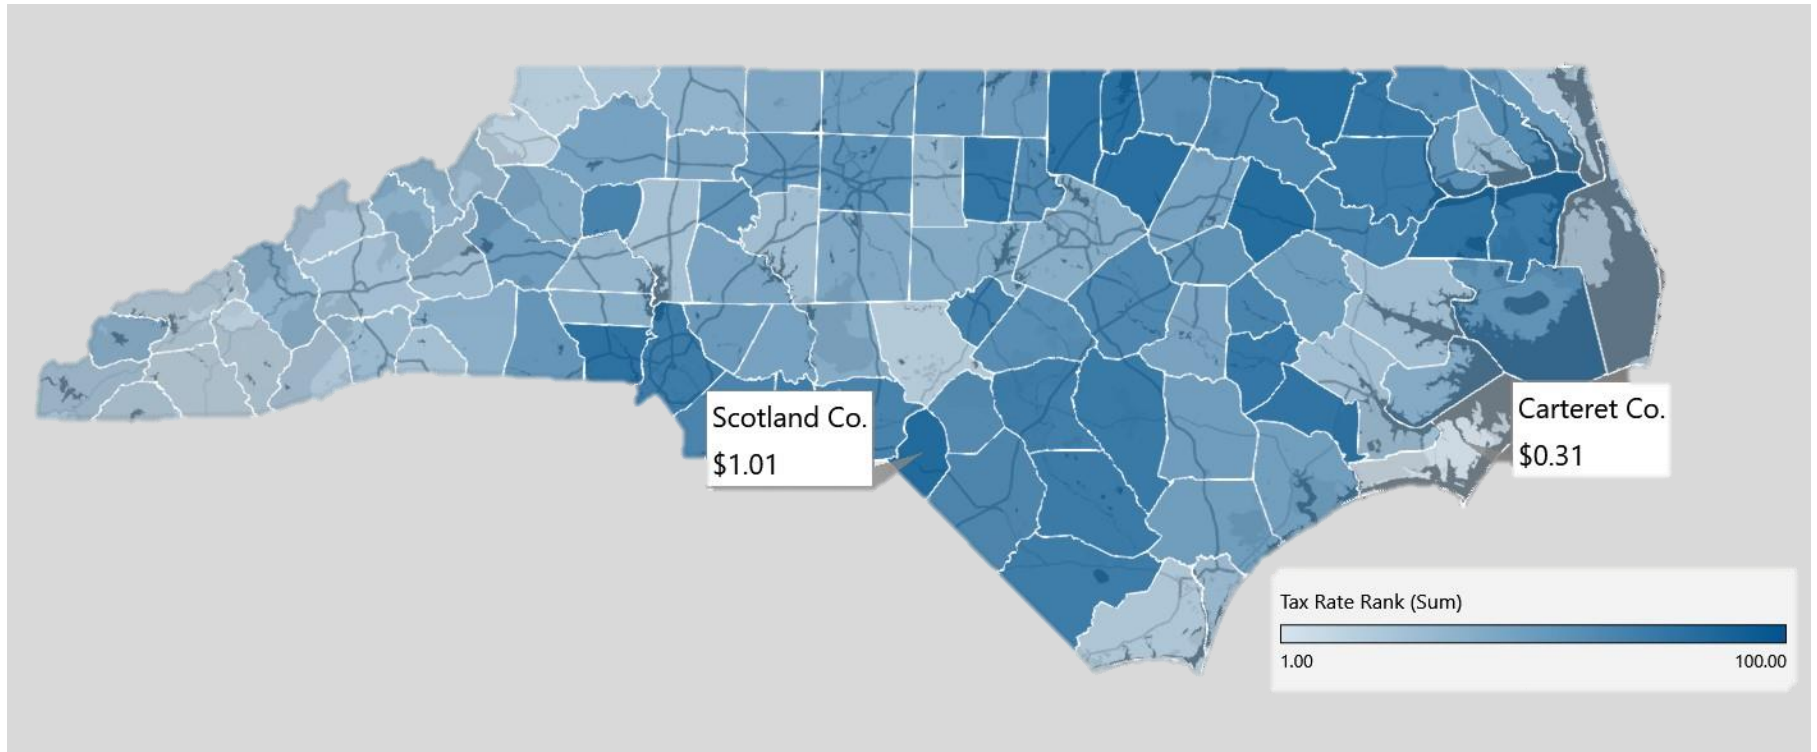 Scotland Co.
$1.01
Carteret Co.
$0.31
Tax Rate Rank (Sum)
1.00
100.00